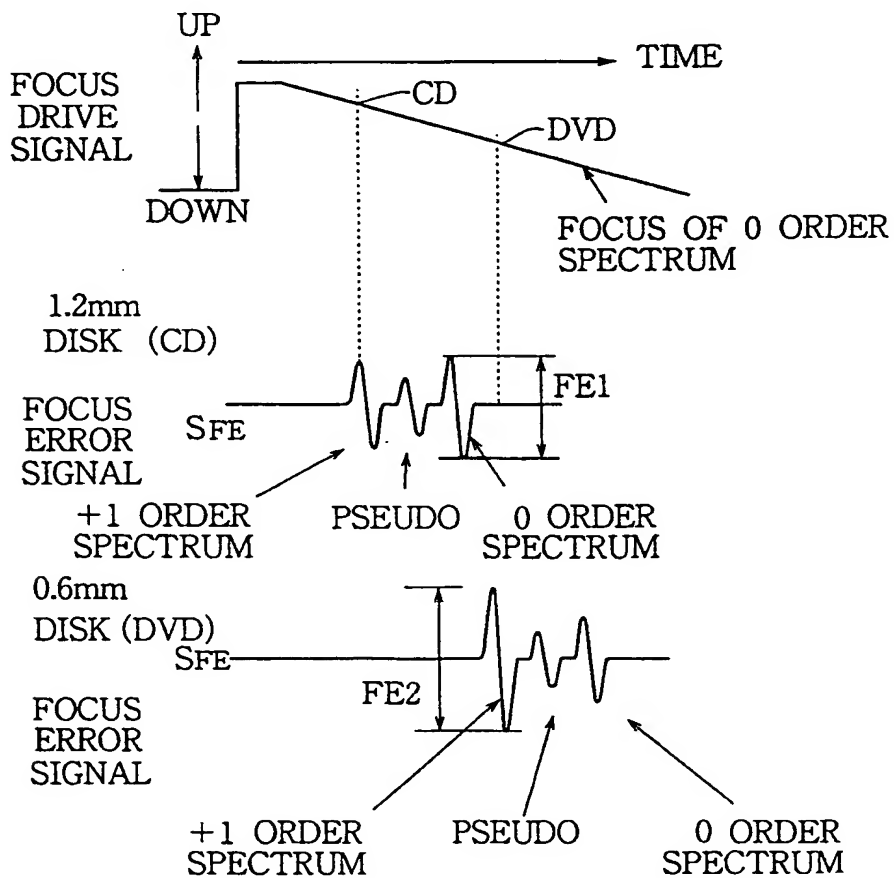 UP
TIME
FOCUS
DRIVE
SIGNAL
CD
DVD
DOWN
FOCUS OF 0 ORDER
SPECTRUM
1.2mm
DISK (CD)
FE1
FOCUS
ERROR
SIGNAL
SFE
+1 ORDER
SPECTRUM
PSEUDO
0 ORDER
SPECTRUM
0.6mm
DISK (DVD)
SFE
FE2
FOCUS
ERROR
SIGNAL
+1 ORDER
SPECTRUM
PSEUDO
0 ORDER
SPECTRUM